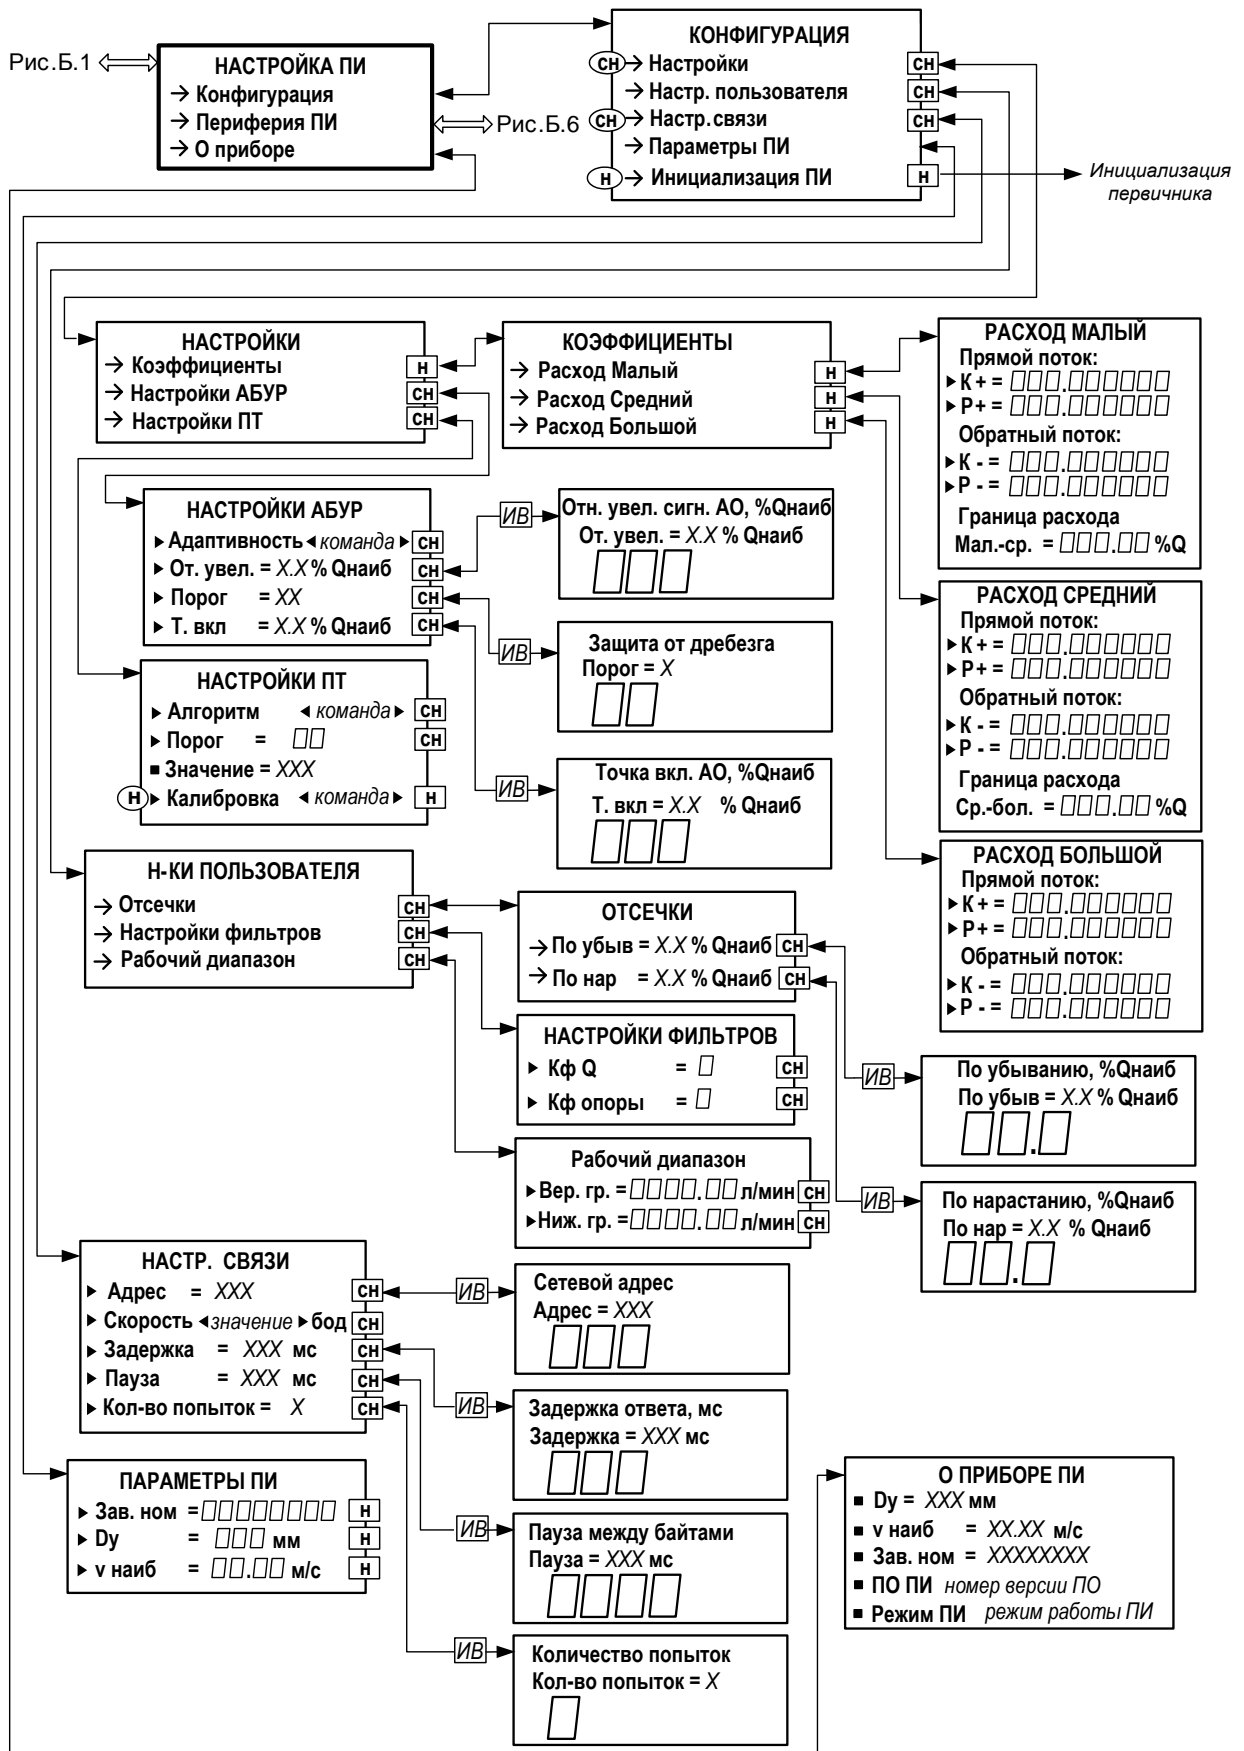 Рис.Б.1
НАСТРОЙКА ПИ
→ Конфигурация
→ Периферия ПИ
→ О приборе
Рис.Б.6
КОНФИГУРАЦИЯ
СН → Настройки СН
→ Настр. пользователя СН
СН → Настр.связи СН
→ Параметры ПИ
Н → Инициализация ПИ Н
Инициализация
первичника
НАСТРОЙКИ
→ Коэффициенты Н
→ Настройки АБУР СН
→ Настройки ПТ СН
КОЭФФИЦИЕНТЫ
→ Расход Малый Н
→ Расход Средний Н
→ Расход Большой Н
РАСХОД МАЛЫЙ
Прямой поток:
▶ К + = ▯▯▯.▯▯▯▯▯▯
▶ Р + = ▯▯▯.▯▯▯▯▯▯
Обратный поток:
▶ К - = ▯▯▯.▯▯▯▯▯▯
▶ Р - = ▯▯▯.▯▯▯▯▯▯
Граница расхода
Мал.-ср. = ▯▯▯.▯▯ %Q
НАСТРОЙКИ АБУР
▶ Адаптивность ◀ команда ▶ СН
▶ От. увел. = X.X % Qнаиб СН
▶ Порог = XX СН
▶ Т. вкл = X.X % Qнаиб СН
ИВ
Отн. увел. сигн. АО, %Qнаиб
От. увел. = X.X % Qнаиб
▯▯▯
ИВ
Защита от дребезга
Порог = X
▯▯
ИВ
Точка вкл. АО, %Qнаиб
Т. вкл = X.X % Qнаиб
▯▯▯
РАСХОД СРЕДНИЙ
Прямой поток:
▶ К + = ▯▯▯.▯▯▯▯▯▯
▶ Р + = ▯▯▯.▯▯▯▯▯▯
Обратный поток:
▶ К - = ▯▯▯.▯▯▯▯▯▯
▶ Р - = ▯▯▯.▯▯▯▯▯▯
Граница расхода
Ср.-бол. = ▯▯▯.▯▯ %Q
НАСТРОЙКИ ПТ
▶ Алгоритм ◀ команда ▶ СН
▶ Порог = ▯▯ СН
■ Значение = XXX
Н ▶ Калибровка ◀ команда ▶ Н
РАСХОД БОЛЬШОЙ
Прямой поток:
▶ К + = ▯▯▯.▯▯▯▯▯▯
▶ Р + = ▯▯▯.▯▯▯▯▯▯
Обратный поток:
▶ К - = ▯▯▯.▯▯▯▯▯▯
▶ Р - = ▯▯▯.▯▯▯▯▯▯
Н-КИ ПОЛЬЗОВАТЕЛЯ
→ Отсечки СН
→ Настройки фильтров СН
→ Рабочий диапазон СН
ОТСЕЧКИ
→ По убыв = X.X % Qнаиб СН
→ По нар = X.X % Qнаиб СН
НАСТРОЙКИ ФИЛЬТРОВ
▶ Кф Q = ▯ СН
▶ Кф опоры = ▯ СН
ИВ
По убыванию, %Qнаиб
По убыв = X.X % Qнаиб
▯▯.▯
Рабочий диапазон
▶ Вер. гр. = ▯▯▯▯.▯▯ л/мин СН
▶ Ниж. гр. = ▯▯▯▯.▯▯ л/мин СН
ИВ
По нарастанию, %Qнаиб
По нар = X.X % Qнаиб
▯▯.▯
НАСТР. СВЯЗИ
▶ Адрес = XXX СН
▶ Скорость ◀ значение ▶ бод СН
▶ Задержка = XXX мс СН
▶ Пауза = XXX мс СН
▶ Кол-во попыток = X СН
ИВ
Сетевой адрес
Адрес = XXX
▯▯▯
ИВ
Задержка ответа, мс
Задержка = XXX мс
▯▯▯
ИВ
Пауза между байтами
Пауза = XXX мс
▯▯▯▯
ИВ
Количество попыток
Кол-во попыток = X
▯
ПАРАМЕТРЫ ПИ
▶ Зав. ном = ▯▯▯▯▯▯▯▯ Н
▶ Dy = ▯▯▯ мм Н
▶ v наиб = ▯▯.▯▯ м/с Н
О ПРИБОРЕ ПИ
■ Dy = XXX мм
■ v наиб = XX.XX м/с
■ Зав. ном = XXXXXXXX
■ ПО ПИ номер версии ПО
■ Режим ПИ режим работы ПИ